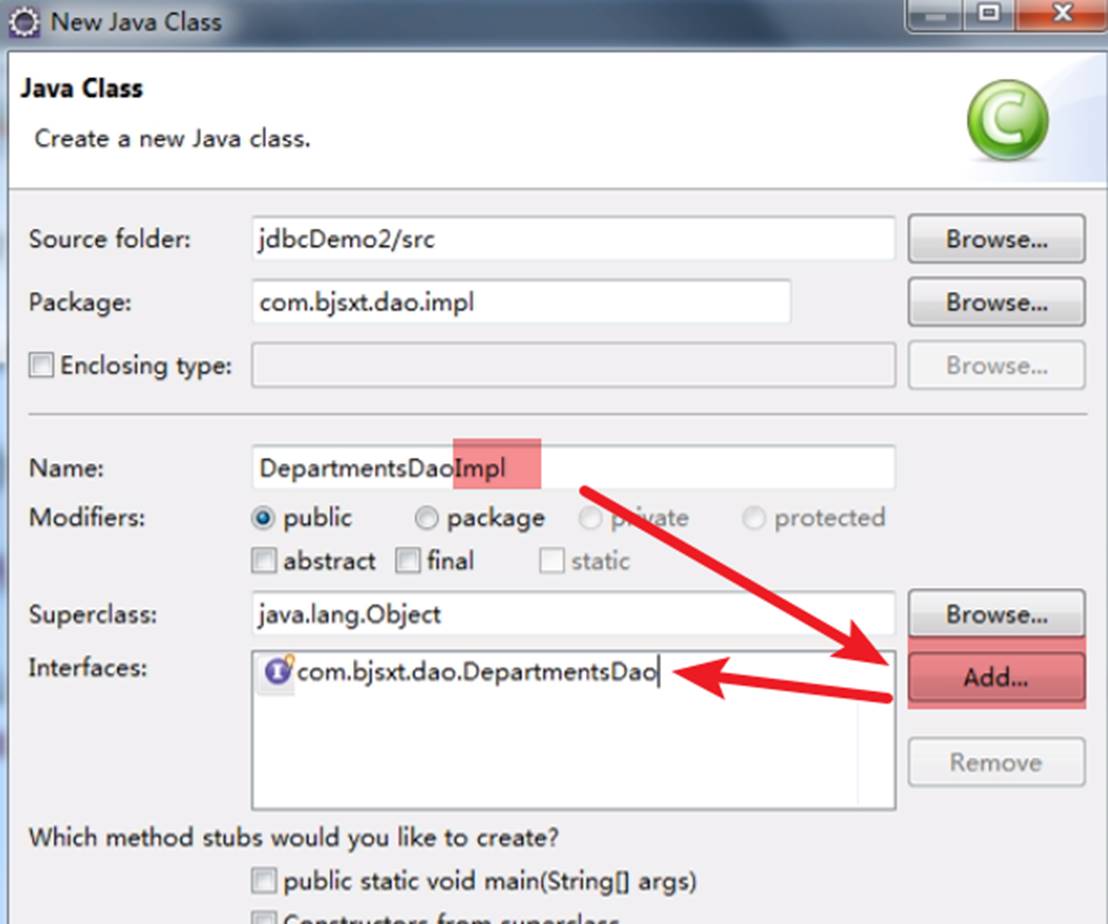 New Java Class
Java Class
Create a new Java class.
Source folder: jdbcDemo2/src Browse...
Package: com.bjsxt.dao.impl Browse...
Enclosing type: Browse...
Name: DepartmentsDaoImpl
Modifiers: public package private protected
abstract final static
Superclass: java.lang.Object Browse...
Interfaces: com.bjsxt.dao.DepartmentsDao Add...
Remove
Which method stubs would you like to create?
public static void main(String[] args)
Constructors from superclass